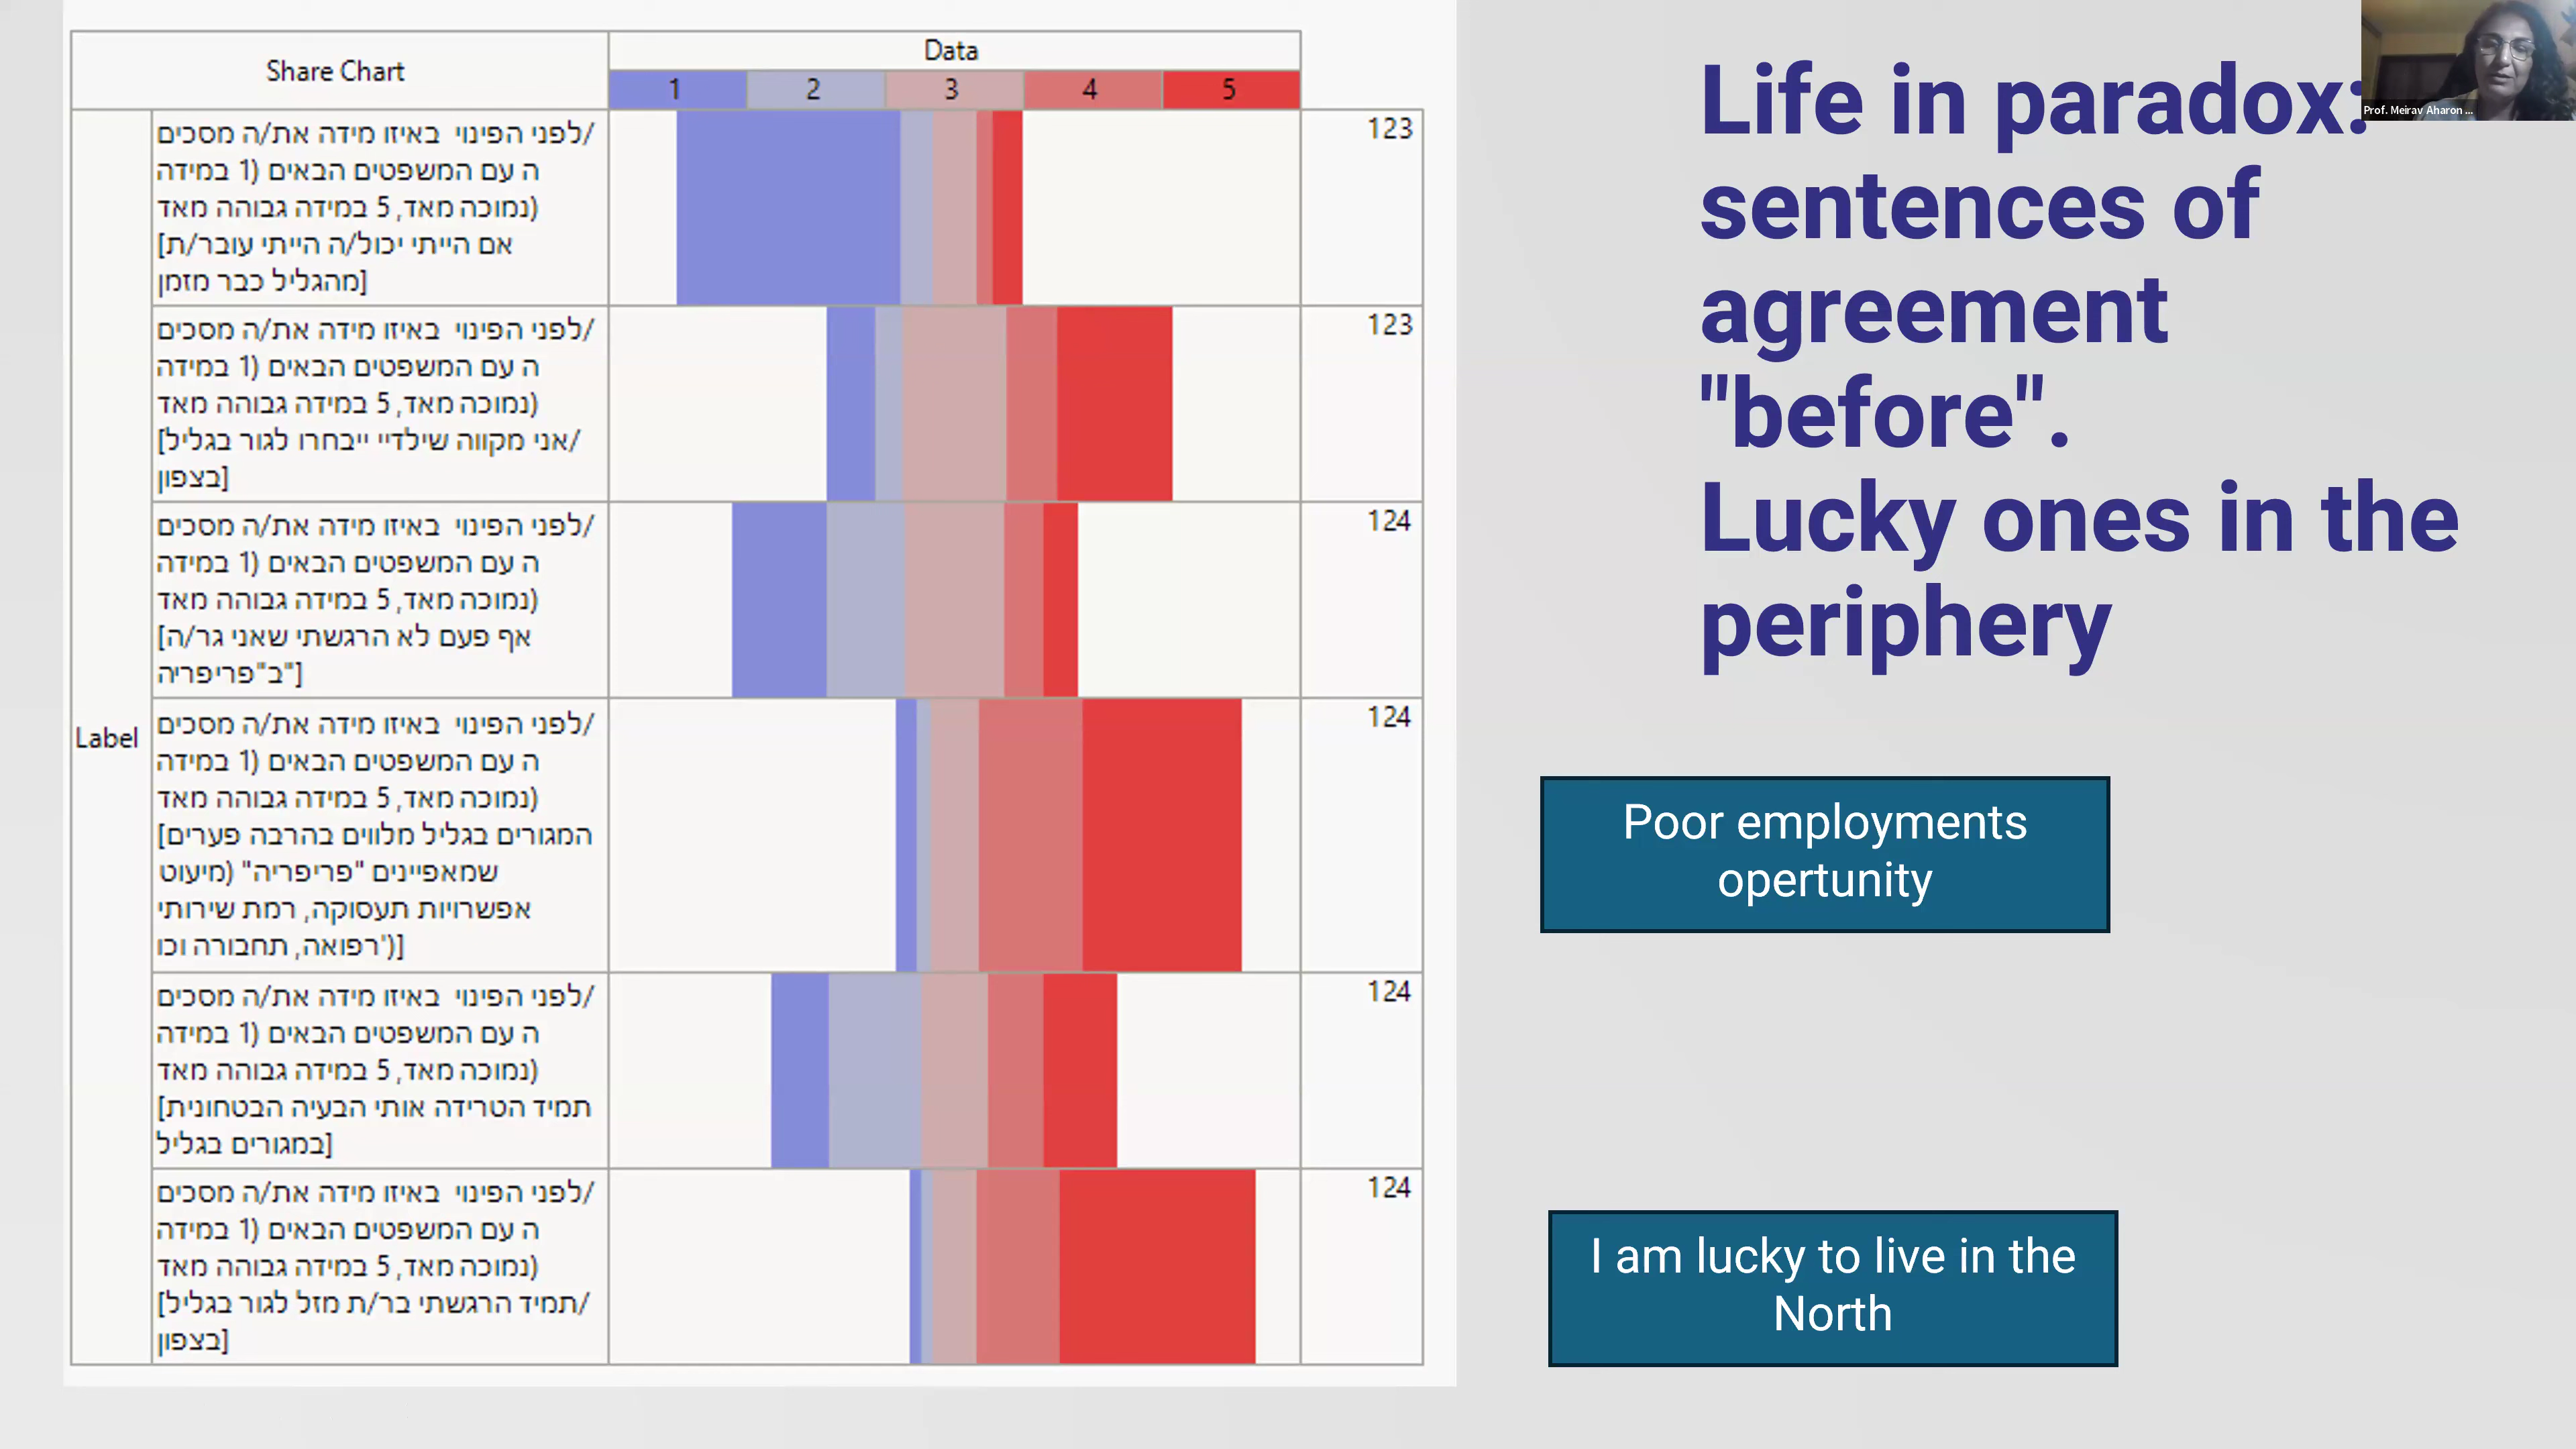 Share Chart
Data
1 2 3 4 5
Label
/לפני הפינוי באיזו מידה את/ה מסכים
ה עם המשפטים הבאים (1 במידה
(נמוכה מאד, 5 במידה גבוהה מאד
[אם הייתי יכול/ה הייתי עובר/ת
[מהגליל כבר מזמן
123
/לפני הפינוי באיזו מידה את/ה מסכים
ה עם המשפטים הבאים (1 במידה
(נמוכה מאד, 5 במידה גבוהה מאד
[אני מקווה שילדיי ייבחרו לגור בגליל/
[בצפון
123
/לפני הפינוי באיזו מידה את/ה מסכים
ה עם המשפטים הבאים (1 במידה
(נמוכה מאד, 5 במידה גבוהה מאד
[אף פעם לא הרגשתי שאני גר/ה
["ב"פריפריה
124
/לפני הפינוי באיזו מידה את/ה מסכים
ה עם המשפטים הבאים (1 במידה
(נמוכה מאד, 5 במידה גבוהה מאד
[המגורים בגליל מלווים בהרבה פערים
שמאפיינים "פריפריה" (מיעוט
אפשרויות תעסוקה, רמת שירותי
[('רפואה, תחבורה וכו
124
/לפני הפינוי באיזו מידה את/ה מסכים
ה עם המשפטים הבאים (1 במידה
(נמוכה מאד, 5 במידה גבוהה מאד
[תמיד הטרידה אותי הבעיה הבטחונית
[במגורים בגליל
124
/לפני הפינוי באיזו מידה את/ה מסכים
ה עם המשפטים הבאים (1 במידה
(נמוכה מאד, 5 במידה גבוהה מאד
[תמיד הרגשתי בר/ת מזל לגור בגליל/
[בצפון
124
Life in paradox:
sentences of
agreement
"before".
Lucky ones in the
periphery
Prof. Meirav Aharon ...
Poor employments
opertunity
I am lucky to live in the
North